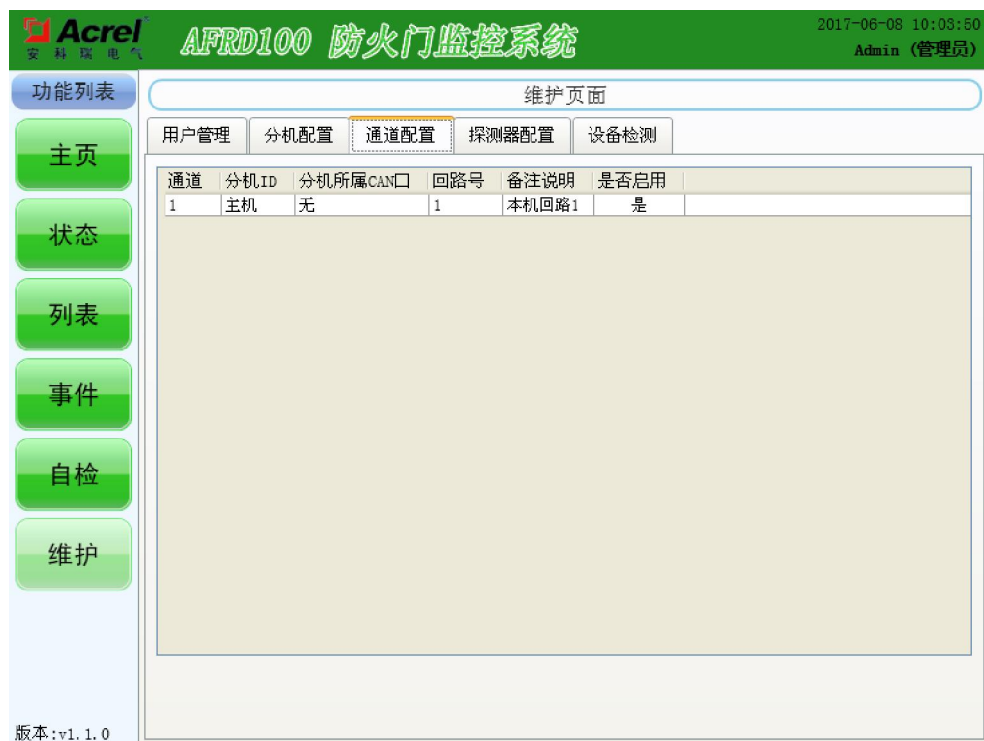 Acrel
安科瑞电气
AFRD100 防火门监控系统
2017-06-08 10:03:50
Admin (管理员)
功能列表
主页
状态
列表
事件
自检
维护
版本:v1.1.0
维护页面
用户管理 分机配置 通道配置 探测器配置 设备检测
通道 分机ID 分机所属CAN口 回路号 备注说明 是否启用
1 主机 无 1 本机回路1 是